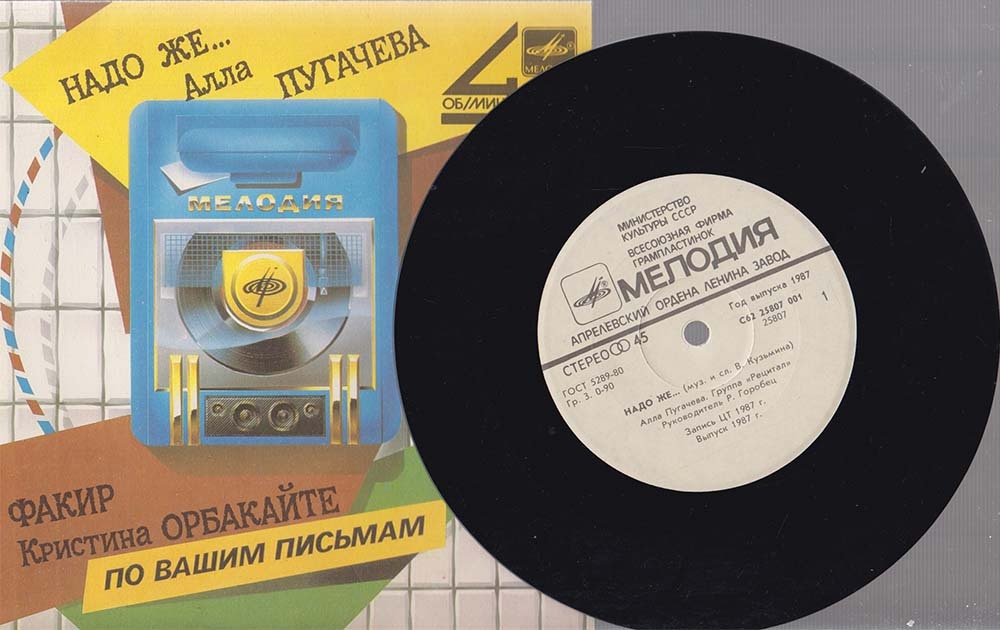 НАДО ЖЕ...
Алла ПУГАЧЕВА
ОБ/МИН
МЕЛОДИЯ
ФАКИР
Кристина ОРБАКАЙТЕ
ПО ВАШИМ ПИСЬМАМ
МИНИСТЕРСТВО
КУЛЬТУРЫ СССР
ВСЕСОЮЗНАЯ ФИРМА
ГРАМПЛАСТИНОК
МЕЛОДИЯ
АПРЕЛЕВСКИЙ ОРДЕНА ЛЕНИНА ЗАВОД
СТЕРЕО 45
Год выпуска 1987
С62 25807 001
25807
1
ГОСТ 5289-80
Гр. 3. 0-90
НАДО ЖЕ... (муз. и сл. В. Кузьмина)
Алла Пугачева. Группа «Рецитал»
Руководитель Р. Горобец
Запись ЦТ 1987 г.
Выпуск 1987 г.